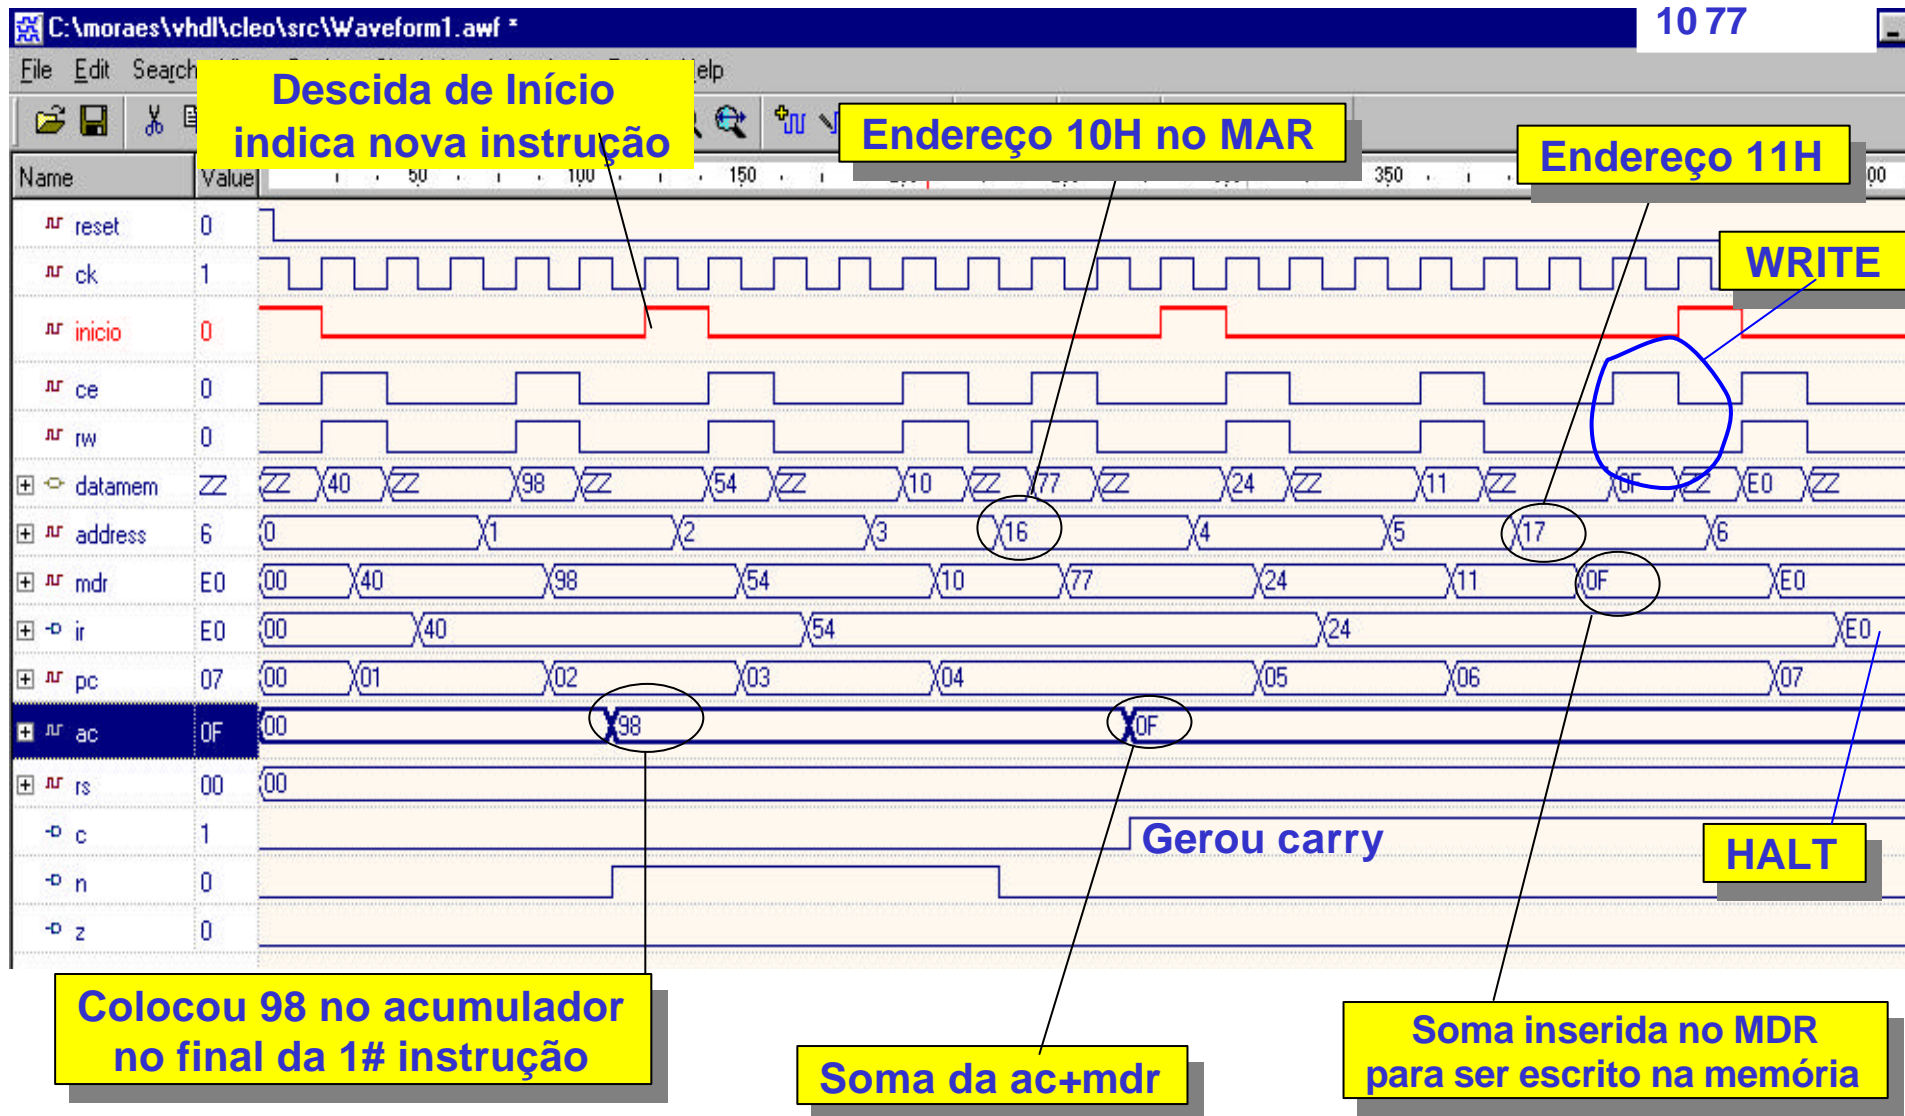 C:\moraes\vhdl\cleo\src\Waveform1.awf *
10 77
File Edit Search
Descida de Início
indica nova instrução
Endereço 10H no MAR
Endereço 11H
Name Value 50 100 150 350
reset 0
WRITE
ck 1
inicio 0
ce 0
rw 0
datamem ZZ ZZ 40 ZZ 98 ZZ 54 ZZ 10 ZZ 77 ZZ 24 ZZ 11 ZZ 0F ZZ E0 ZZ
address 6 0 1 2 3 16 4 5 17 6
mdr E0 00 40 98 54 10 77 24 11 0F E0
ir E0 00 40 54 24 E0
pc 07 00 01 02 03 04 05 06 07
ac 0F 00 98 0F
rs 00 00
c 1
Gerou carry
HALT
n 0
z 0
Colocou 98 no acumulador
no final da 1# instrução
Soma da ac+mdr
Soma inserida no MDR
para ser escrito na memória